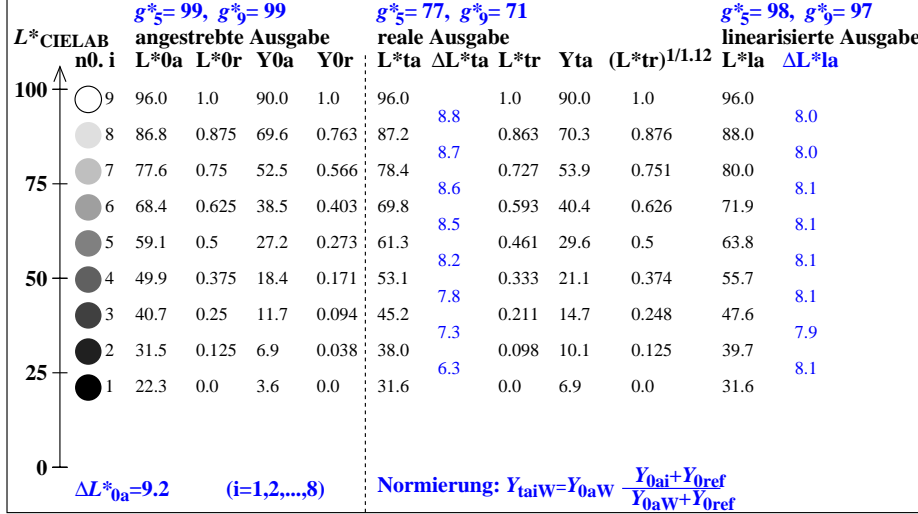 g*5= 99, g*9= 99 g*5= 77, g*9= 71 g*5= 98, g*9= 97
L*CIELAB angestrebte Ausgabe reale Ausgabe linearisierte Ausgabe
n0. i L*0a L*0r Y0a Y0r L*ta ΔL*ta L*tr Yta (L*tr)1/1.12 L*la ΔL*la
100 9 96.0 1.0 90.0 1.0 96.0 1.0 90.0 1.0 96.0
8.8 8.0
8 86.8 0.875 69.6 0.763 87.2 0.863 70.3 0.876 88.0
8.7 8.0
7 77.6 0.75 52.5 0.566 78.4 0.727 53.9 0.751 80.0
75 8.6 8.1
6 68.4 0.625 38.5 0.403 69.8 0.593 40.4 0.626 71.9
8.5 8.1
5 59.1 0.5 27.2 0.273 61.3 0.461 29.6 0.5 63.8
8.2 8.1
50 4 49.9 0.375 18.4 0.171 53.1 0.333 21.1 0.374 55.7
7.8 8.1
3 40.7 0.25 11.7 0.094 45.2 0.211 14.7 0.248 47.6
7.3 7.9
2 31.5 0.125 6.9 0.038 38.0 0.098 10.1 0.125 39.7
25 6.3 8.1
1 22.3 0.0 3.6 0.0 31.6 0.0 6.9 0.0 31.6
0
ΔL*0a=9.2 (i=1,2,...,8) Normierung: YtaiW=Y0aW Y0ai+Y0ref
Y0aW+Y0ref